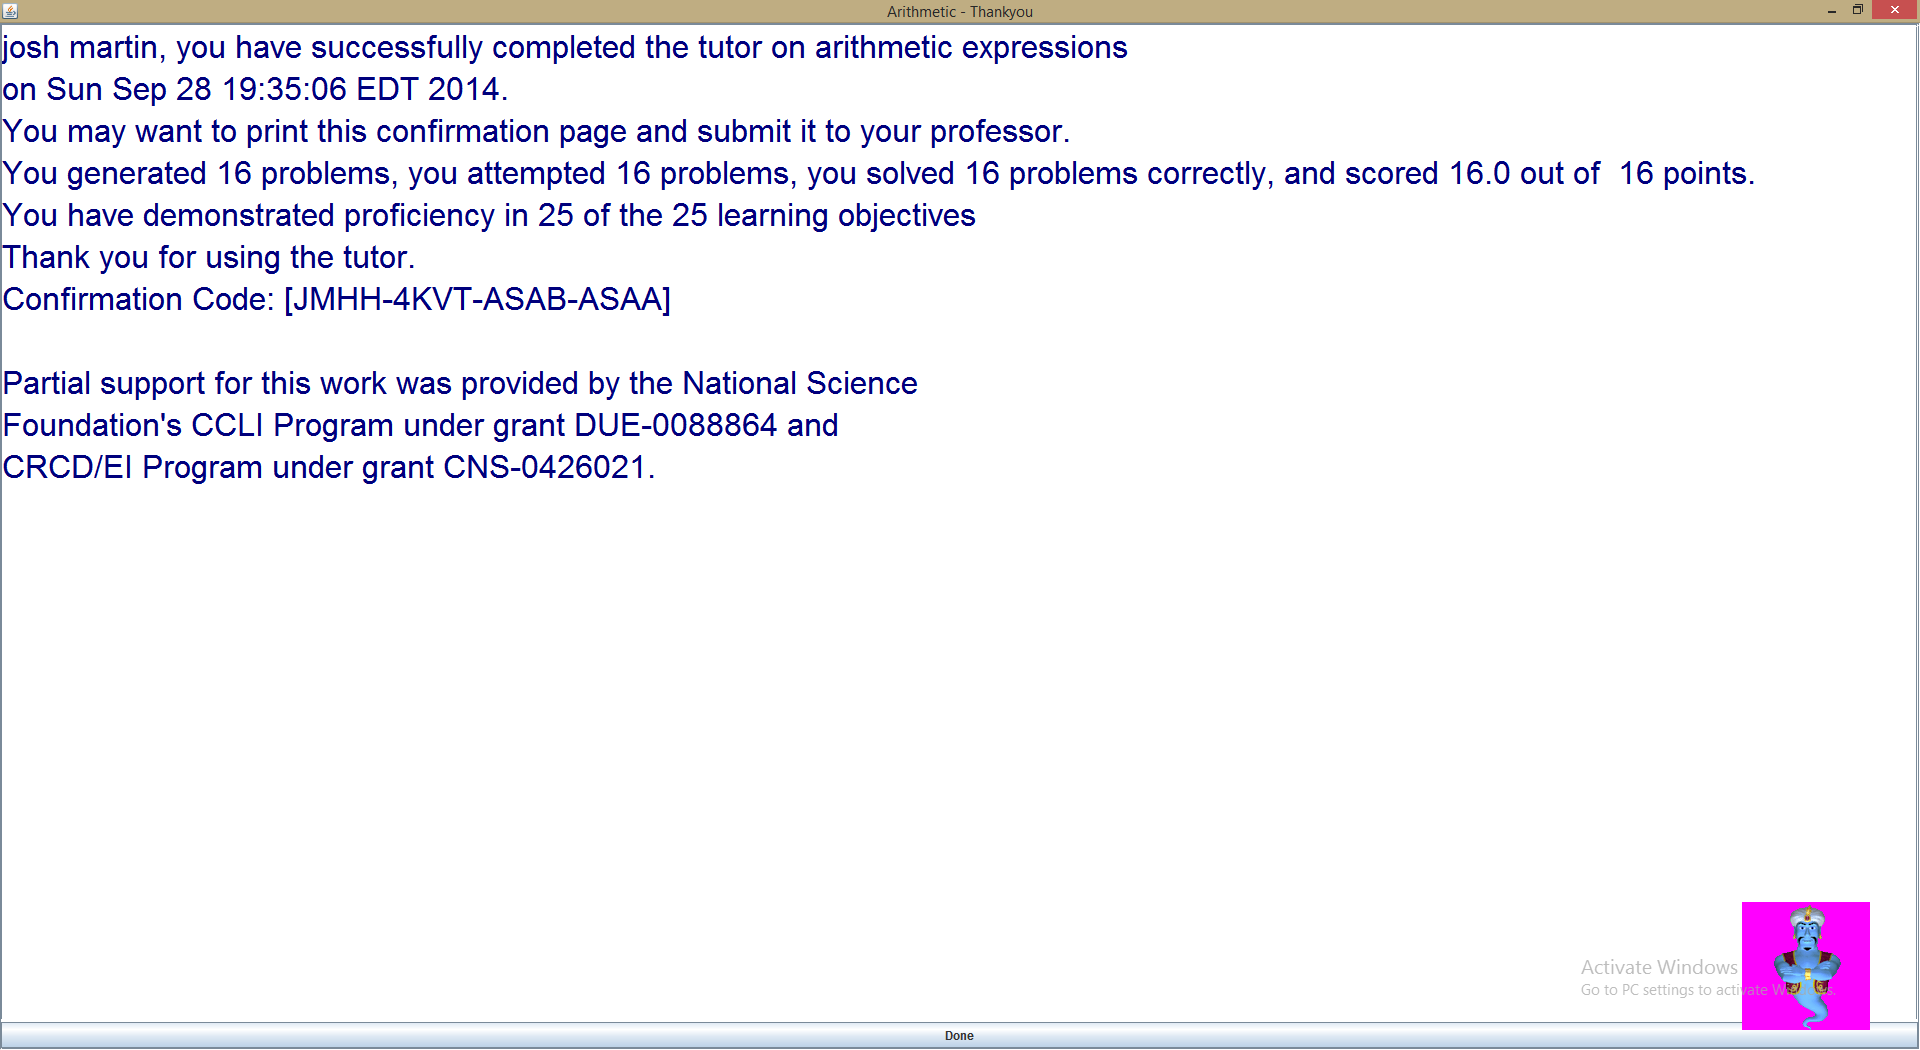 Arithmetic - Thankyou
josh martin, you have successfully completed the tutor on arithmetic expressions
on Sun Sep 28 19:35:06 EDT 2014.
You may want to print this confirmation page and submit it to your professor.
You generated 16 problems, you attempted 16 problems, you solved 16 problems correctly, and scored 16.0 out of  16 points.
You have demonstrated proficiency in 25 of the 25 learning objectives
Thank you for using the tutor.
Confirmation Code: [JMHH-4KVT-ASAB-ASAA]
Partial support for this work was provided by the National Science
Foundation's CCLI Program under grant DUE-0088864 and
CRCD/EI Program under grant CNS-0426021.
Activate Windows
Go to PC settings to activate Windows.
Done